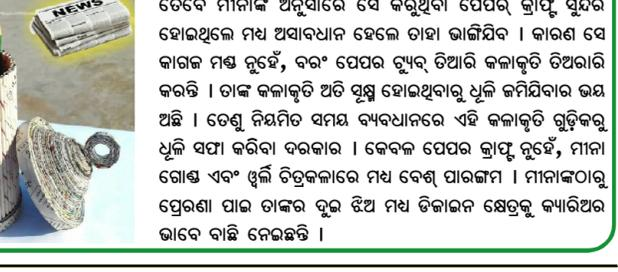 NEWS
ତେବେ ମୀନାଙ୍କ ଅନୁସାରେ ସେ କରୁଥିବା ପେପର୍ କ୍ରାଫ୍ଟ ସୁନ୍ଦର
ହୋଇଥିଲେ ମଧ୍ୟ ଅସାବଧାନ ହେଲେ ତାହା ଭାଙ୍ଗିଯିବ । କାରଣ ସେ
କାଗଜ ମଣ୍ଡ ନୁହେଁ, ବରଂ ପେପର ଟ୍ୟୁବ୍ ତିଆରି କଳାକୃତି ତିଅରାରି
କରନ୍ତି । ତାଙ୍କ କଳାକୃତି ଅତି ସୂକ୍ଷ୍ମ ହୋଇଥିବାରୁ ଧୂଳି ଜମିଯିବାର ଭୟ
ଅଛି । ତେଣୁ ନିୟମିତ ସମୟ ବ୍ୟବଧାନରେ ଏହି କଳାକୃତି ଗୁଡ଼ିକରୁ
ଧୂଳି ସଫା କରିବା ଦରକାର । କେବଳ ପେପର କ୍ରାଫ୍ଟ ନୁହେଁ, ମୀନା
ଗୋଣ୍ଡ ଏବଂ ୱର୍ଲି ଚିତ୍ରକଳାରେ ମଧ୍ୟ ବେଶ୍ ପାରଙ୍ଗମ । ମୀନାଙ୍କଠାରୁ
ପ୍ରେରଣା ପାଇ ତାଙ୍କର ଦୁଇ ଝିଅ ମଧ୍ୟ ଡିଜାଇନ କ୍ଷେତ୍ରକୁ କ୍ୟାରିଅର
ଭାବେ ବାଛି ନେଇଛନ୍ତି ।